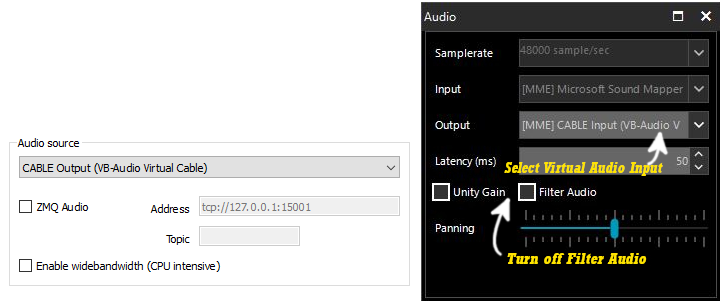 Audio source
CABLE Output (VB-Audio Virtual Cable)
ZMQ Audio
Address
tcp://127.0.0.1:15001
Topic
Enable widebandwidth (CPU intensive)
Audio
Samplerate
48000 sample/sec
Input
[MME] Microsoft Sound Mapper
Output
[MME] CABLE Input (VB-Audio V
Latency (ms)
50
Select Virtual Audio Input
Unity Gain
Filter Audio
Panning
Turn off Filter Audio